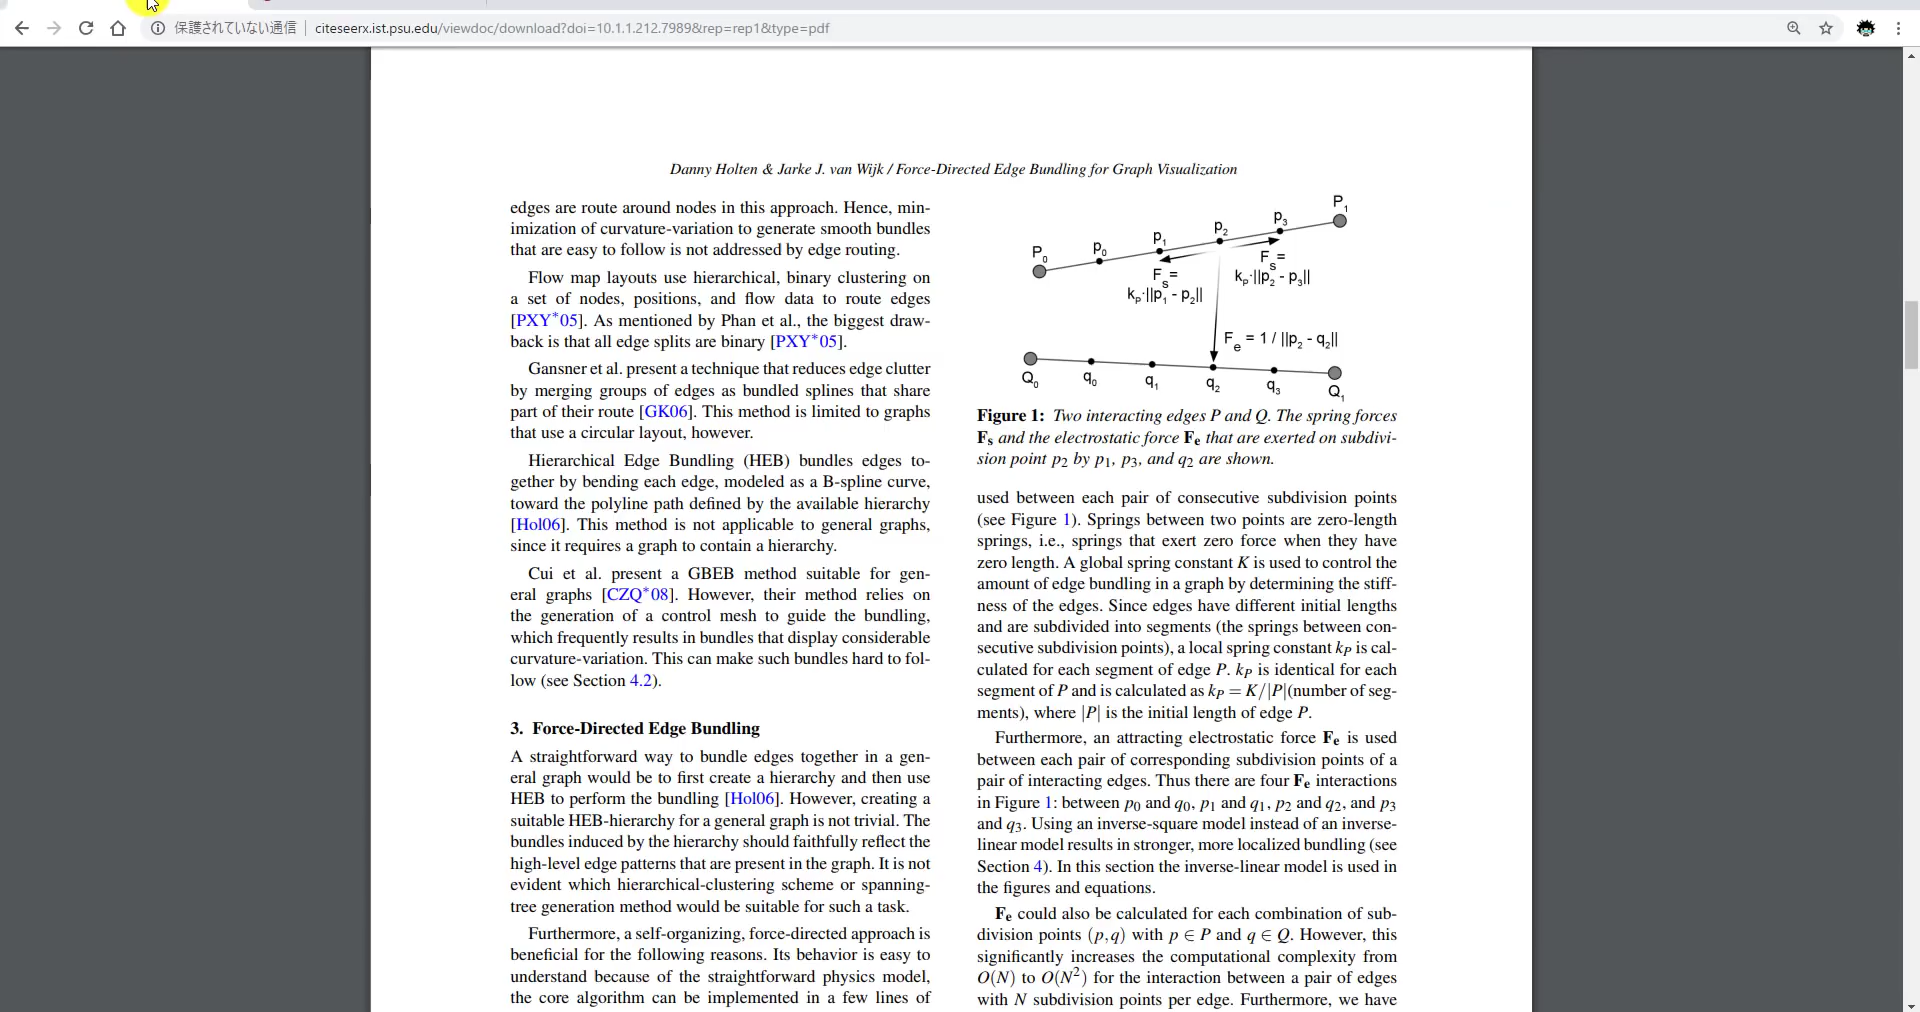 保護されていない通信 | citeseerx.ist.psu.edu/viewdoc/download?doi=10.1.1.212.7989&rep=rep1&type=pdf
Danny Holten & Jarke J. van Wijk / Force-Directed Edge Bundling for Graph Visualization
edges are route around nodes in this approach. Hence, min-
imization of curvature-variation to generate smooth bundles
that are easy to follow is not addressed by edge routing.
Flow map layouts use hierarchical, binary clustering on
a set of nodes, positions, and flow data to route edges
[PXY*05]. As mentioned by Phan et al., the biggest draw-
back is that all edge splits are binary [PXY*05].
Gansner et al. present a technique that reduces edge clutter
by merging groups of edges as bundled splines that share
part of their route [GK06]. This method is limited to graphs
that use a circular layout, however.
Hierarchical Edge Bundling (HEB) bundles edges to-
gether by bending each edge, modeled as a B-spline curve,
toward the polyline path defined by the available hierarchy
[Hol06]. This method is not applicable to general graphs,
since it requires a graph to contain a hierarchy.
Cui et al. present a GBEB method suitable for gen-
eral graphs [CZQ*08]. However, their method relies on
the generation of a control mesh to guide the bundling,
which frequently results in bundles that display considerable
curvature-variation. This can make such bundles hard to fol-
low (see Section 4.2).
3. Force-Directed Edge Bundling
A straightforward way to bundle edges together in a gen-
eral graph would be to first create a hierarchy and then use
HEB to perform the bundling [Hol06]. However, creating a
suitable HEB-hierarchy for a general graph is not trivial. The
bundles induced by the hierarchy should faithfully reflect the
high-level edge patterns that are present in the graph. It is not
evident which hierarchical-clustering scheme or spanning-
tree generation method would be suitable for such a task.
Furthermore, a self-organizing, force-directed approach is
beneficial for the following reasons. Its behavior is easy to
understand because of the straightforward physics model,
the core algorithm can be implemented in a few lines of
P₀ p₀ p₁ p₂ p₃ P₁
Fₛ =
kₚ·||p₁ - p₂||
Fₛ =
kₚ·||p₂ - p₃||
Fₑ = 1 / ||p₂ - q₂||
Q₀ q₀ q₁ q₂ q₃ Q₁
Figure 1: Two interacting edges P and Q. The spring forces
Fₛ and the electrostatic force Fₑ that are exerted on subdivi-
sion point p₂ by p₁, p₃, and q₂ are shown.
used between each pair of consecutive subdivision points
(see Figure 1). Springs between two points are zero-length
springs, i.e., springs that exert zero force when they have
zero length. A global spring constant K is used to control the
amount of edge bundling in a graph by determining the stiff-
ness of the edges. Since edges have different initial lengths
and are subdivided into segments (the springs between con-
secutive subdivision points), a local spring constant kP is cal-
culated for each segment of edge P. kP is identical for each
segment of P and is calculated as kP = K/|P|(number of seg-
ments), where |P| is the initial length of edge P.
Furthermore, an attracting electrostatic force Fₑ is used
between each pair of corresponding subdivision points of a
pair of interacting edges. Thus there are four Fₑ interactions
in Figure 1: between p₀ and q₀, p₁ and q₁, p₂ and q₂, and p₃
and q₃. Using an inverse-square model instead of an inverse-
linear model results in stronger, more localized bundling (see
Section 4). In this section the inverse-linear model is used in
the figures and equations.
Fₑ could also be calculated for each combination of sub-
division points (p,q) with p ∈ P and q ∈ Q. However, this
significantly increases the computational complexity from
O(N) to O(N²) for the interaction between a pair of edges
with N subdivision points per edge. Furthermore, we have